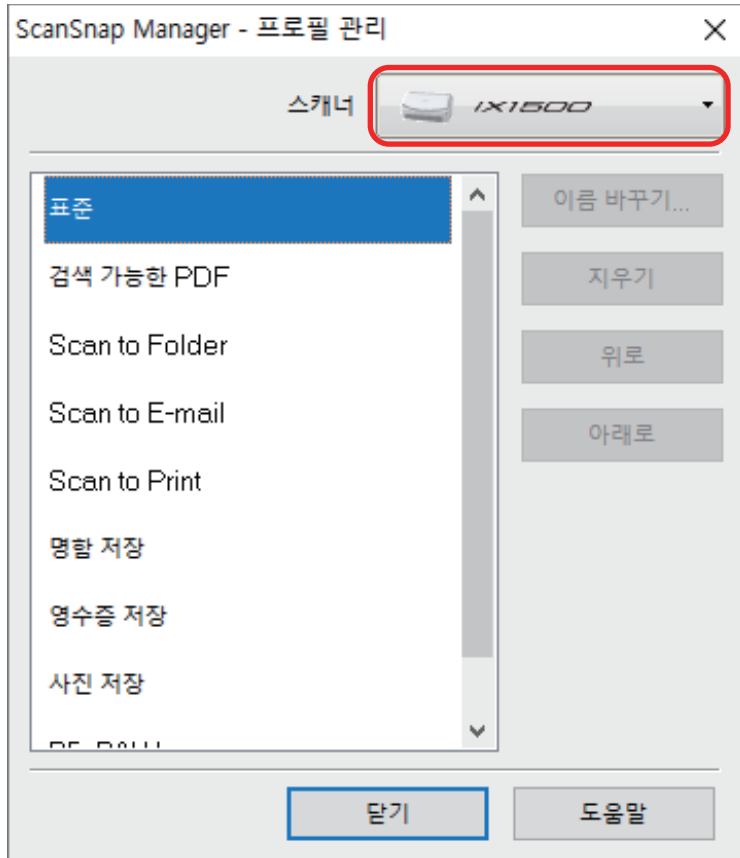 ScanSnap Manager - 프로필 관리
스캐너 iX1500
표준
이름 바꾸기...
검색 가능한 PDF
지우기
Scan to Folder
위로
Scan to E-mail
아래로
Scan to Print
명함 저장
영수증 저장
사진 저장
닫기
도움말